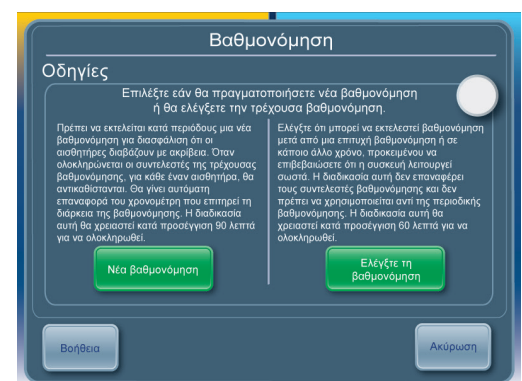 Βαθμονόμηση
Οδηγίες
Επιλέξτε εάν θα πραγματοποιήσετε νέα βαθμονόμηση
ή θα ελέγξετε την τρέχουσα βαθμονόμηση.
Πρέπει να εκτελείται κατά περιόδους μια νέα
βαθμονόμηση για διασφάλιση ότι οι
αισθητήρες διαβάζουν με ακρίβεια. Όταν
ολοκληρώνεται οι συντελεστές της τρέχουσας
βαθμονόμησης, για κάθε έναν αισθητήρα, θα
αντικαθίστανται. Θα γίνει αυτόματη
επαναφορά του χρονομέτρη που επιτηρεί τη
διάρκεια της βαθμονόμησης. Η διαδικασία
αυτή θα χρειαστεί κατά προσέγγιση 90 λεπτά
για να ολοκληρωθεί.
Νέα βαθμονόμηση
Ελέγξτε ότι μπορεί να εκτελεστεί βαθμονόμηση
μετά από μια επιτυχή βαθμονόμηση ή σε
κάποιο άλλο χρόνο, προκειμένου να
επιβεβαιώσετε ότι η συσκευή λειτουργεί
σωστά. Η διαδικασία αυτή δεν επαναφέρει
τους συντελεστές βαθμονόμησης και δεν
πρέπει να χρησιμοποιείται αντί της περιοδικής
βαθμονόμησης. Η διαδικασία αυτή θα
χρειαστεί κατά προσέγγιση 60 λεπτά για να
ολοκληρωθεί.
Ελέγξτε τη
βαθμονόμηση
Βοήθεια
Ακύρωση